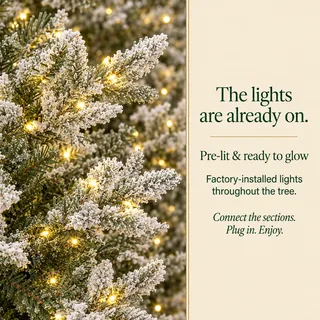 The lights
are already on.
Pre-lit & ready to glow
Factory-installed lights
throughout the tree.
Connect the sections.
Plug in. Enjoy.